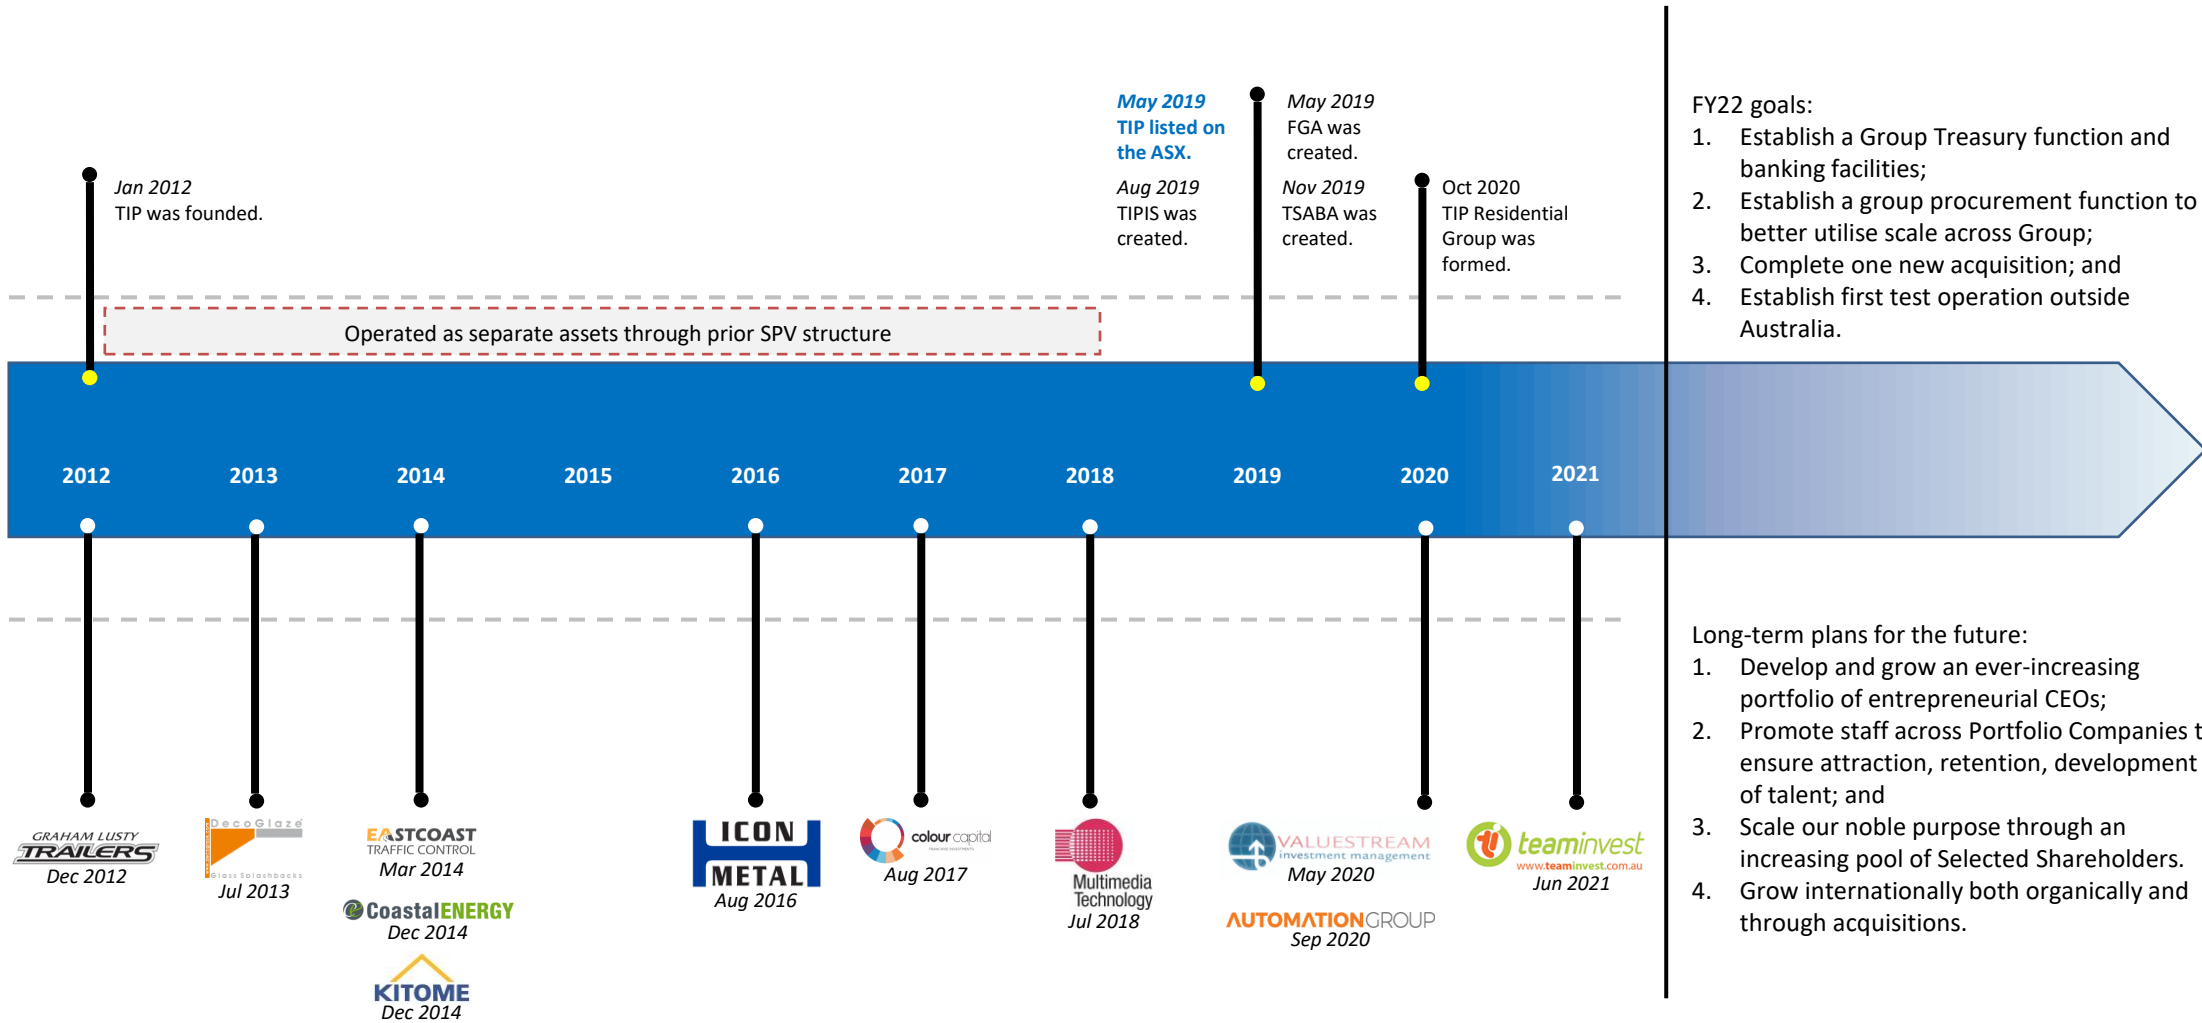 May 2019
TIP listed on
the ASX.
May 2019
FGA was
created.
Jan 2012
TIP was founded.
Aug 2019
TIPIS was
created.
Nov 2019
TSABA was
created.
Oct 2020
TIP Residential
Group was
formed.
Operated as separate assets through prior SPV structure
2012
2013
2014
2015
2016
2017
2018
2019
2020
2021
GRAHAM LUSTY
TRAILERS
Dec 2012
DecoGlaze
Glass Splashbacks
Jul 2013
EASTCOAST
TRAFFIC CONTROL
Mar 2014
CoastalENERGY
Dec 2014
KITOME
Dec 2014
ICON
METAL
Aug 2016
colour capital
Aug 2017
Multimedia
Technology
Jul 2018
VALUESTREAM
investment management
May 2020
AUTOMATIONGROUP
Sep 2020
teaminvest
www.teaminvest.com.au
Jun 2021
FY22 goals:
1. Establish a Group Treasury function and
banking facilities;
2. Establish a group procurement function to
better utilise scale across Group;
3. Complete one new acquisition; and
4. Establish first test operation outside
Australia.
Long-term plans for the future:
1. Develop and grow an ever-increasing
portfolio of entrepreneurial CEOs;
2. Promote staff across Portfolio Companies t
ensure attraction, retention, development
of talent; and
3. Scale our noble purpose through an
increasing pool of Selected Shareholders.
4. Grow internationally both organically and
through acquisitions.